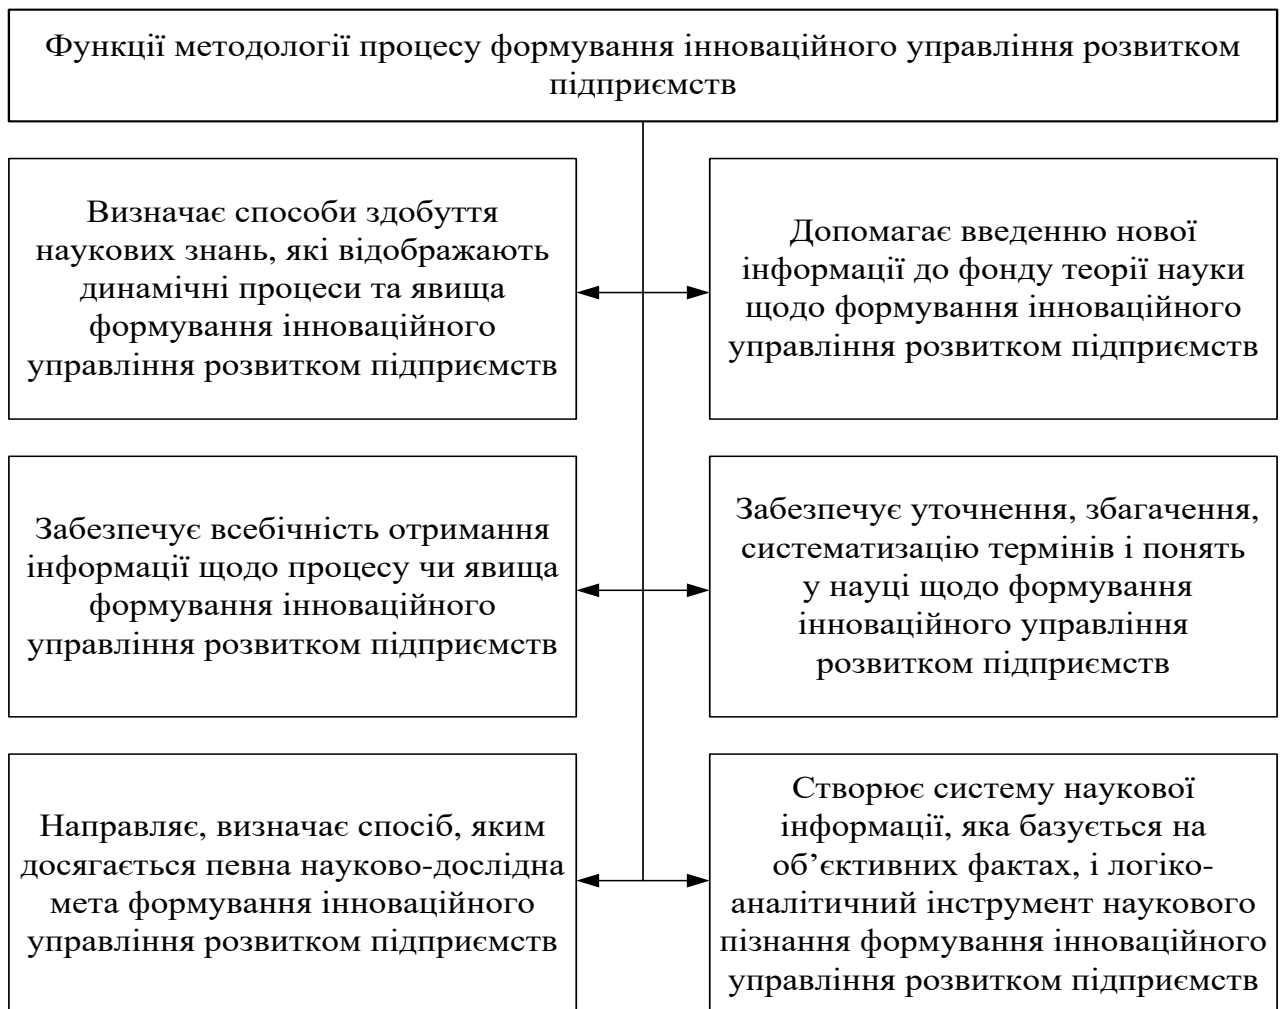 Функції методології процесу формування інноваційного управління розвитком
підприємств
Визначає способи здобуття
наукових знань, які відображають
динамічні процеси та явища
формування інноваційного
управління розвитком підприємств
Допомагає введенню нової
інформації до фонду теорії науки
щодо формування інноваційного
управління розвитком підприємств
Забезпечує всебічність отримання
інформації щодо процесу чи явища
формування інноваційного
управління розвитком підприємств
Забезпечує уточнення, збагачення,
систематизацію термінів і понять
у науці щодо формування
інноваційного управління
розвитком підприємств
Направляє, визначає спосіб, яким
досягається певна науково-дослідна
мета формування інноваційного
управління розвитком підприємств
Створює систему наукової
інформації, яка базується на
об’єктивних фактах, і логіко-
аналітичний інструмент наукового
пізнання формування інноваційного
управління розвитком підприємств